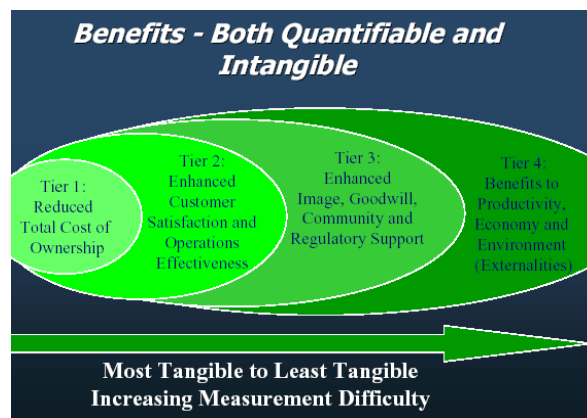 Benefits - Both Quantifiable and
Intangible
Tier 1:
Reduced
Total Cost of
Ownership
Tier 2:
Enhanced
Customer
Satisfaction and
Operations
Effectiveness
Tier 3:
Enhanced
Image, Goodwill,
Community and
Regulatory Support
Tier 4:
Benefits to
Productivity,
Economy and
Environment
(Externalities)
Most Tangible to Least Tangible
Increasing Measurement Difficulty